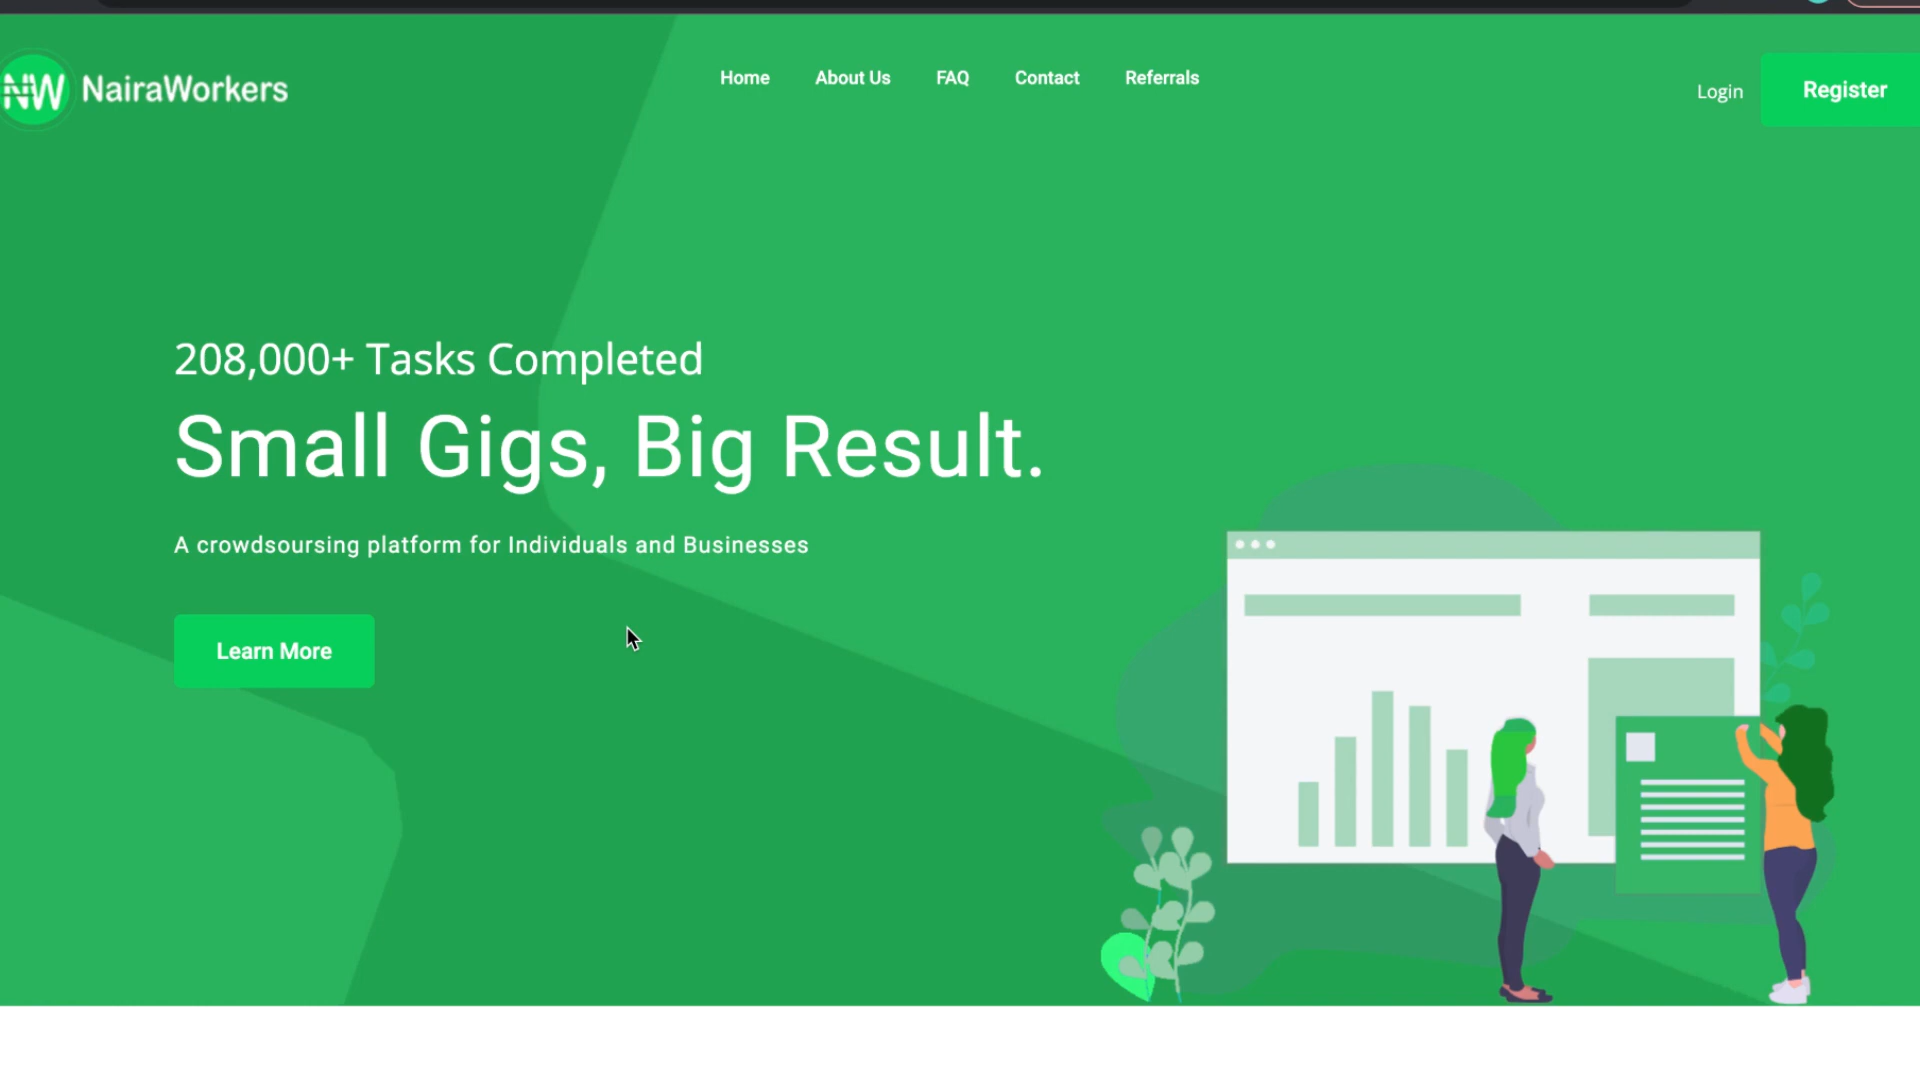 NW NairaWorkers
Home About Us FAQ Contact Referrals
Login Register
208,000+ Tasks Completed
Small Gigs, Big Result.
A crowdsoursing platform for Individuals and Businesses
Learn More